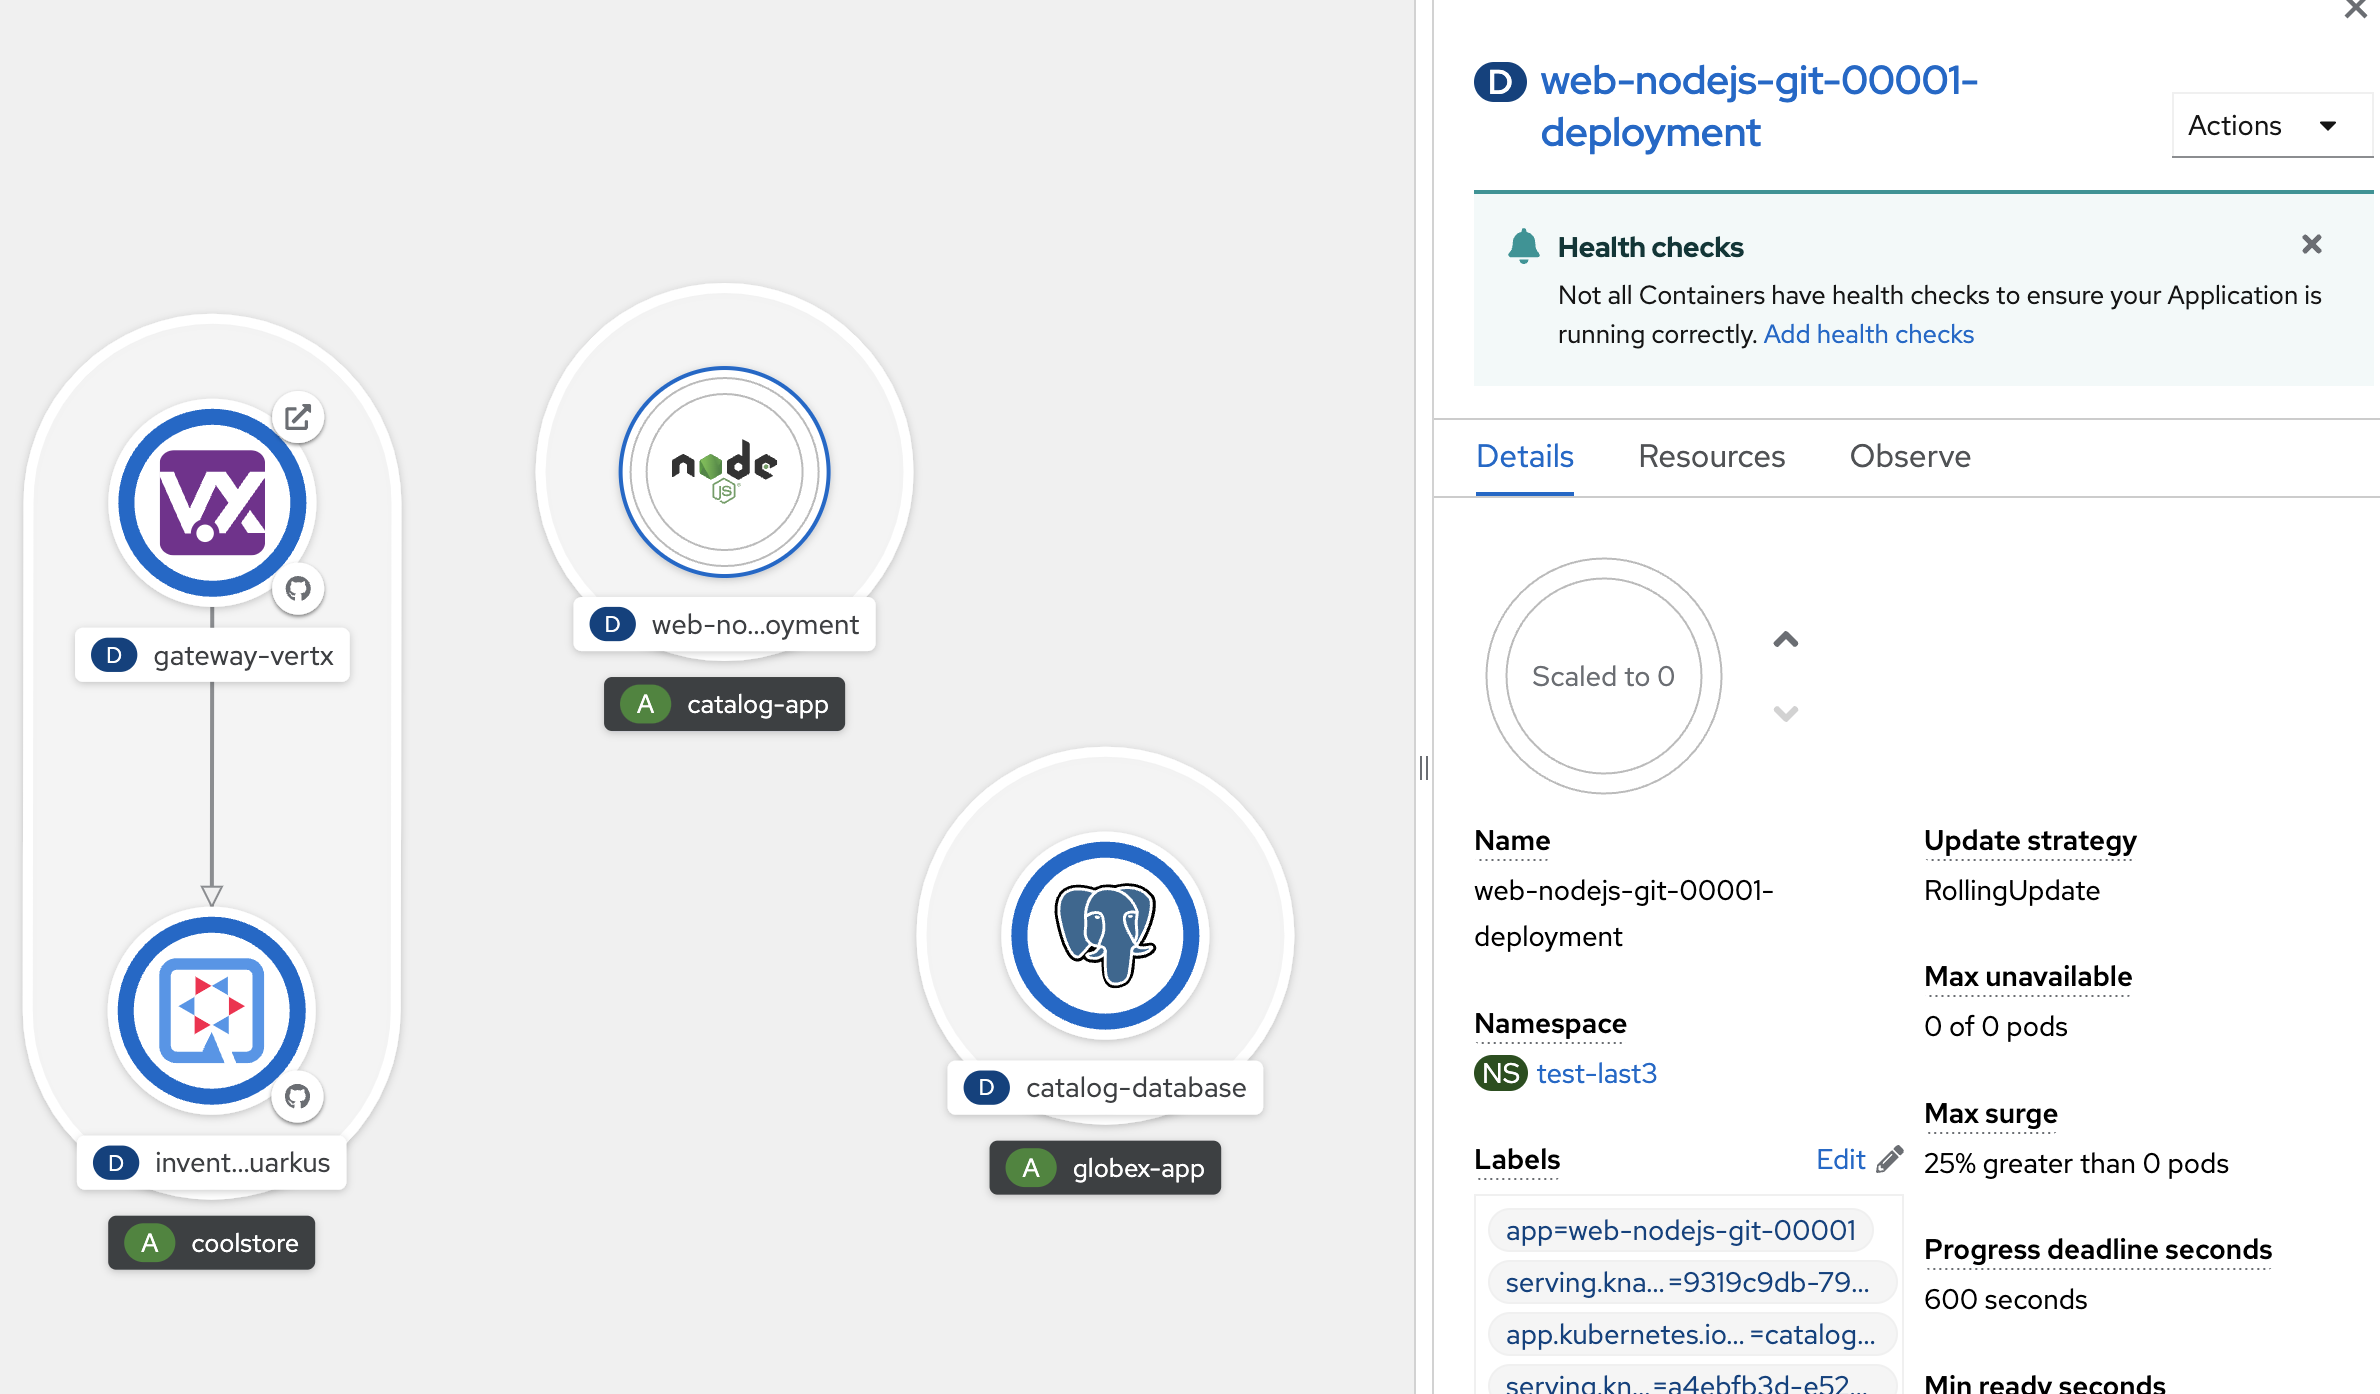 VX
D gateway-vertx
D invent...uarkus
A coolstore
node
JS
D web-no...oyment
A catalog-app
D catalog-database
A globex-app
D web-nodejs-git-00001-
deployment
Actions
Health checks
Not all Containers have health checks to ensure your Application is
running correctly. Add health checks
Details Resources Observe
Scaled to 0
Name
web-nodejs-git-00001-
deployment
Namespace
NS test-last3
Labels Edit
app=web-nodejs-git-00001
serving.kna... =9319c9db-79...
app.kubernetes.io... =catalog...
serving.kn...=a4ebfb3d-e52...
Update strategy
RollingUpdate
Max unavailable
0 of 0 pods
Max surge
25% greater than 0 pods
Progress deadline seconds
600 seconds
Min ready seconds